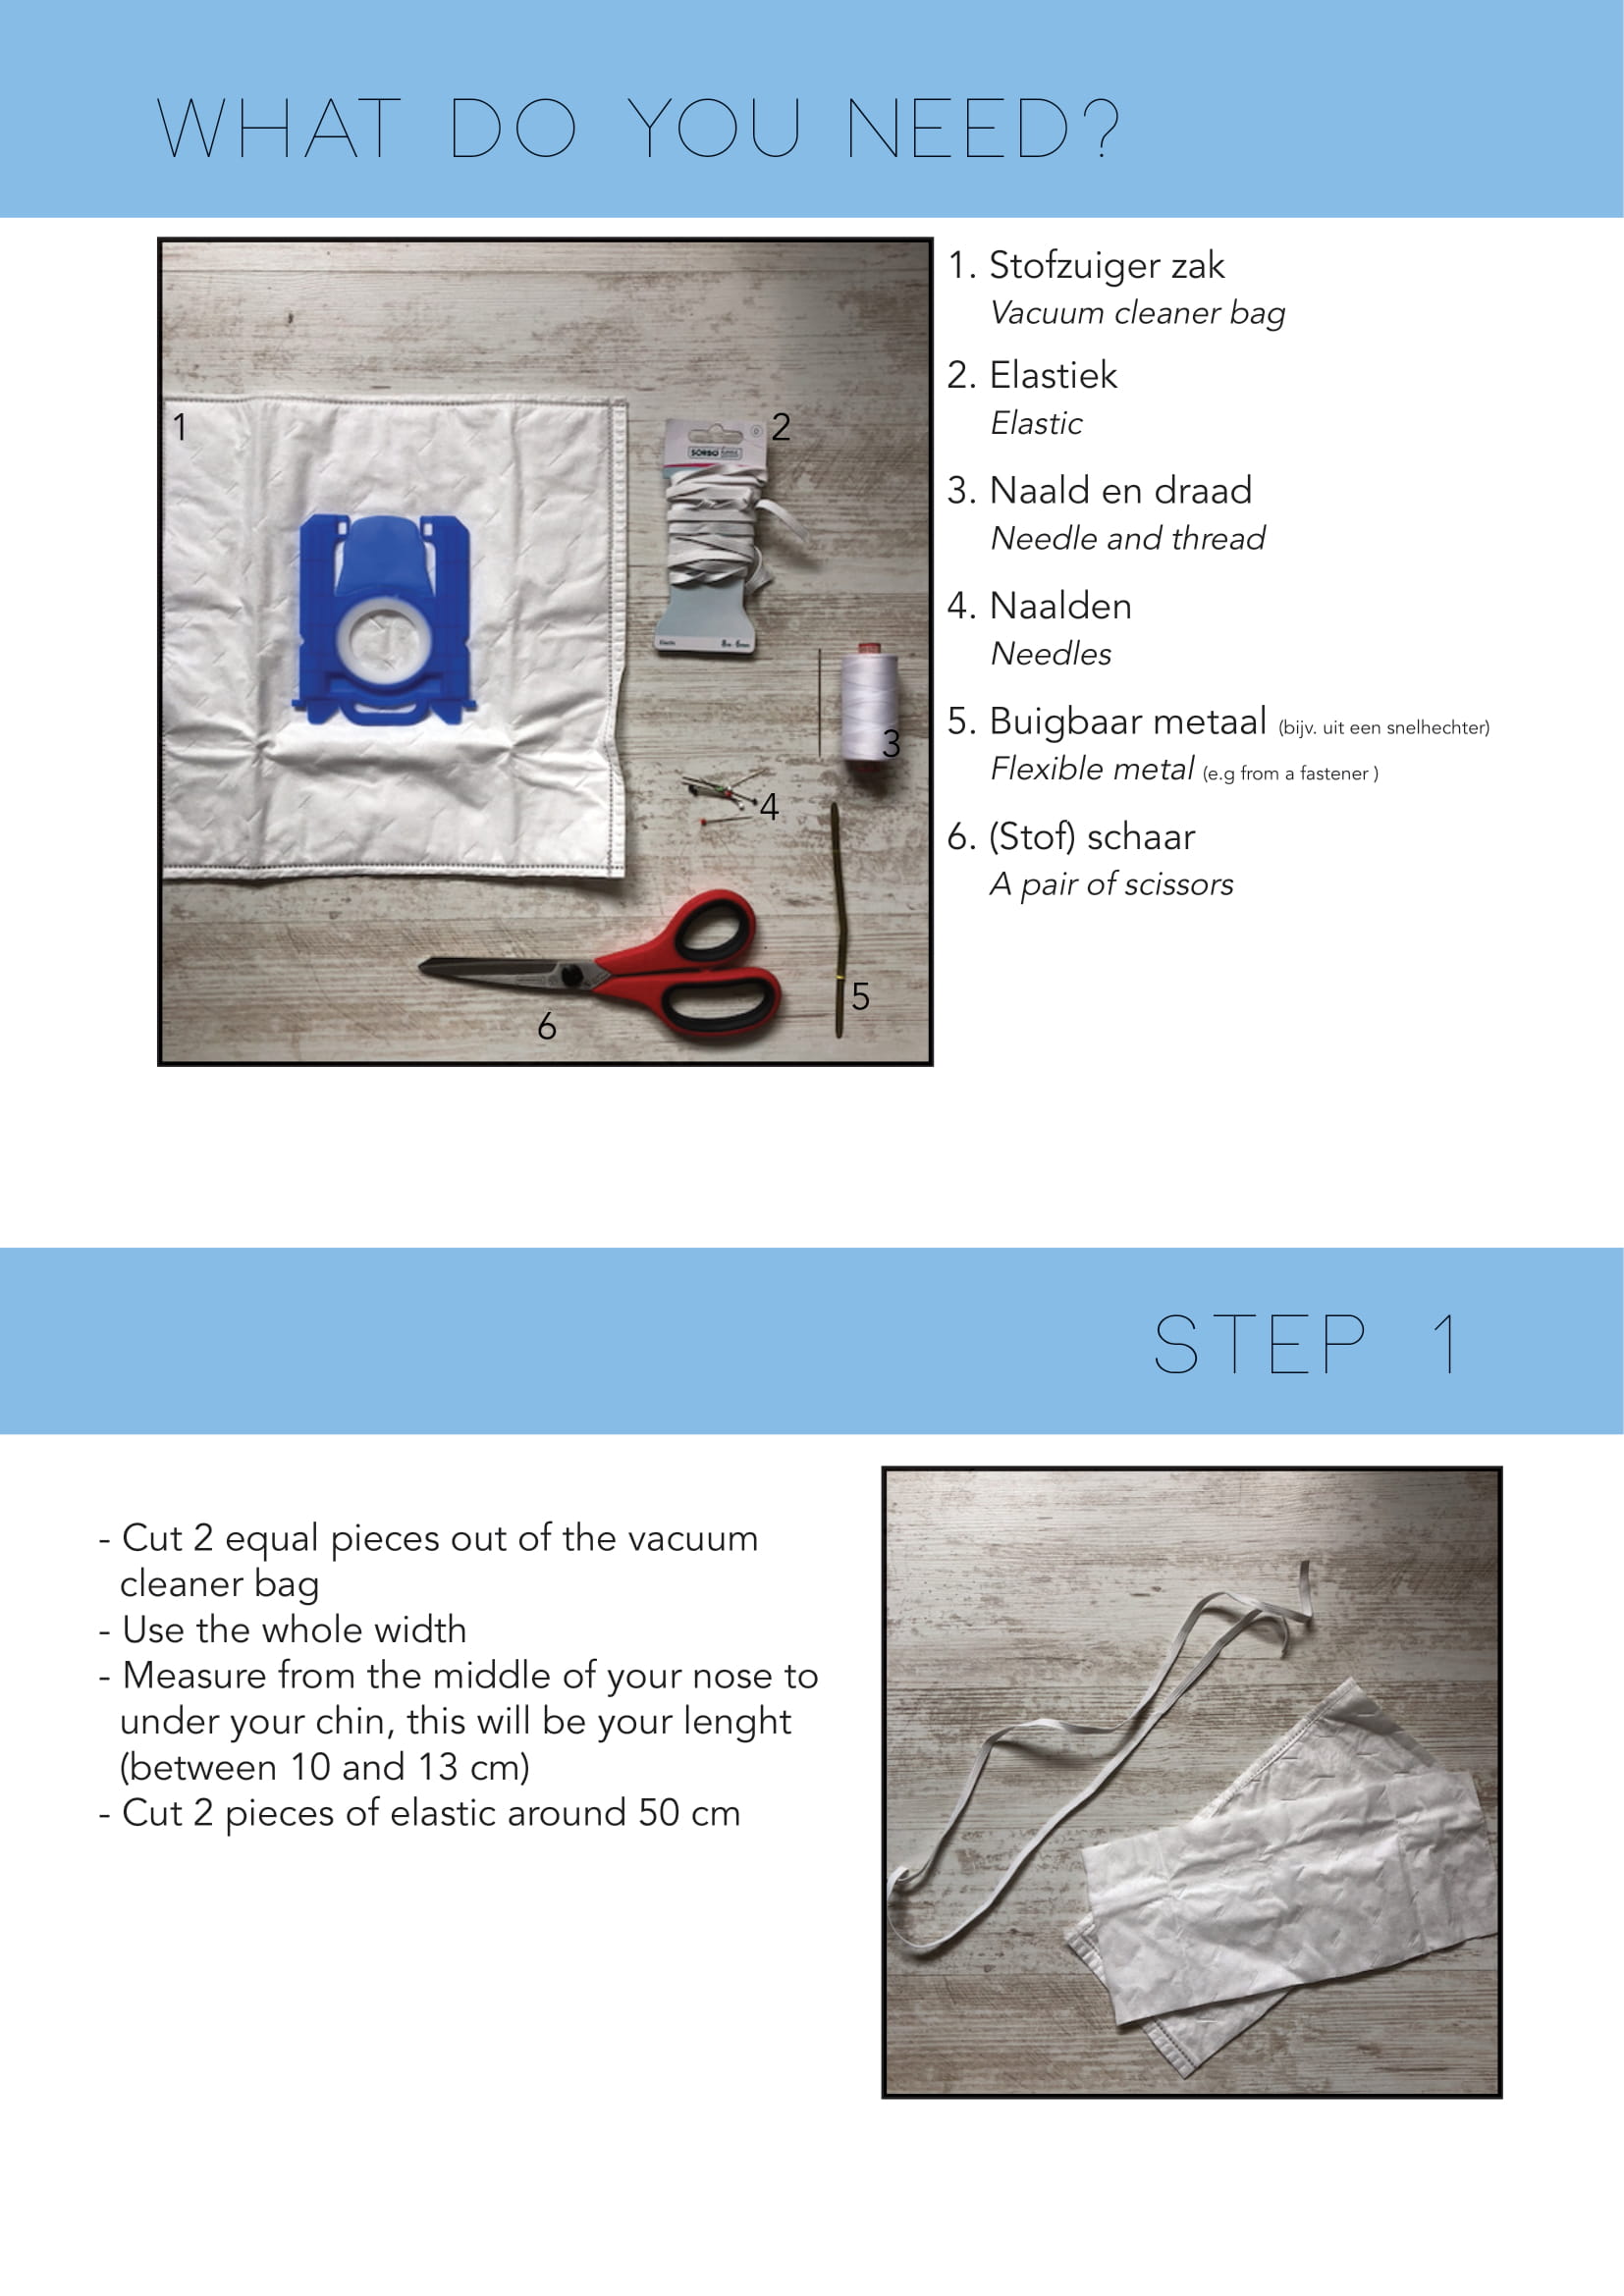 WHAT DO YOU NEED?
1. Stofzuiger zak
Vacuum cleaner bag
2. Elastiek
Elastic
3. Naald en draad
Needle and thread
4. Naalden
Needles
5. Buigbaar metaal (bijv. uit een snelhechter)
Flexible metal (e.g from a fastener )
6. (Stof) schaar
A pair of scissors
1
2
SORBO
3
4
5
6
STEP 1
- Cut 2 equal pieces out of the vacuum
cleaner bag
- Use the whole width
- Measure from the middle of your nose to
under your chin, this will be your lenght
(between 10 and 13 cm)
- Cut 2 pieces of elastic around 50 cm